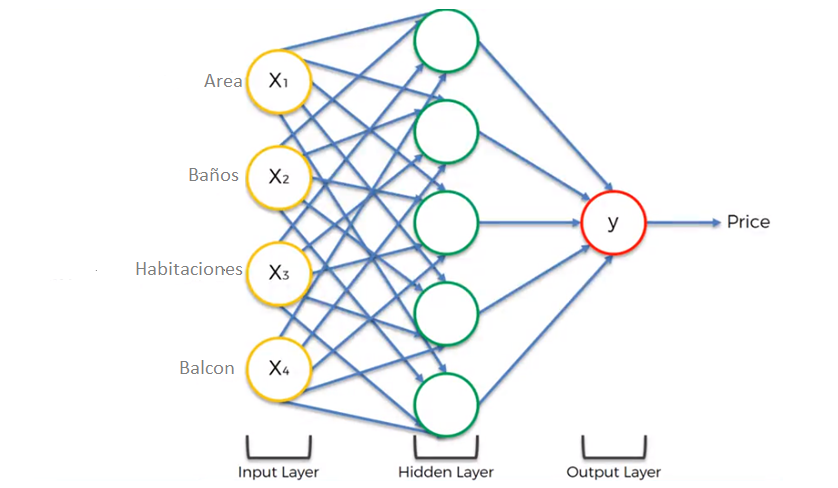 Area
X1
Baños
X2
Habitaciones
X3
Balcon
X4
y
Price
Input Layer
Hidden Layer
Output Layer